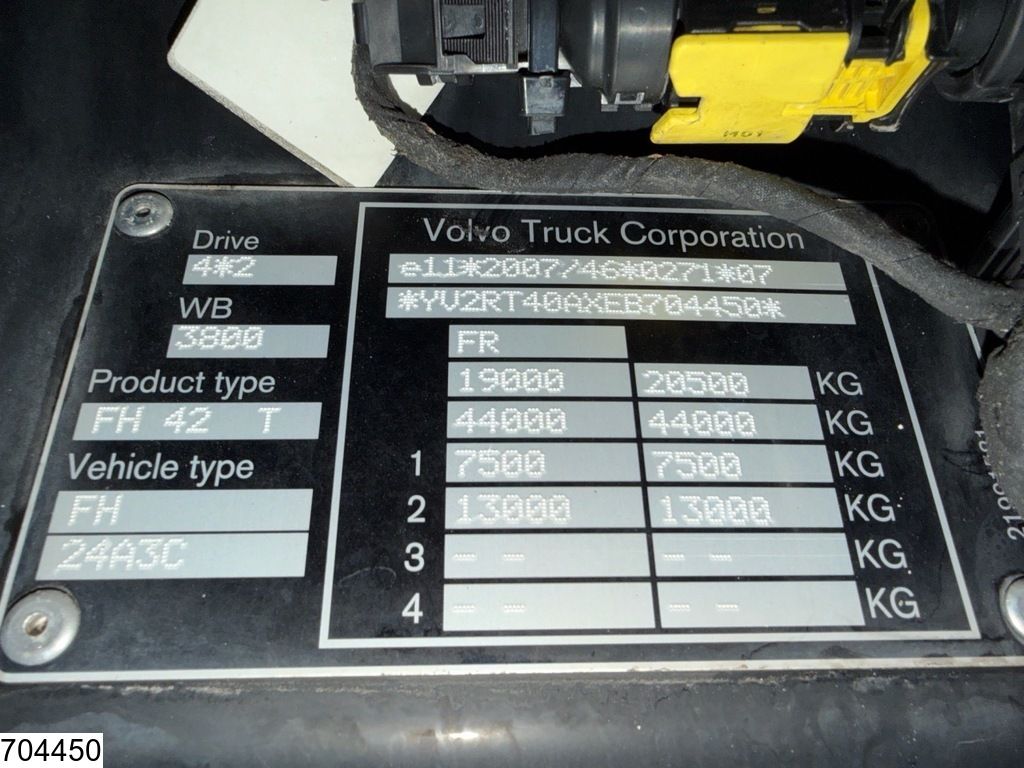 Volvo Truck Corporation
Drive
4*2
WB
3800
Product type
FH 42 T
Vehicle type
FH
24A3C
e11*2007/46*0271*07
*YV2RT40AXEB704450*
FR
19000 20500 KG
44000 44000 KG
1 7500 7500 KG
2 13000 13000 KG
3 -- -- -- -- KG
4 -- -- -- -- KG
704450